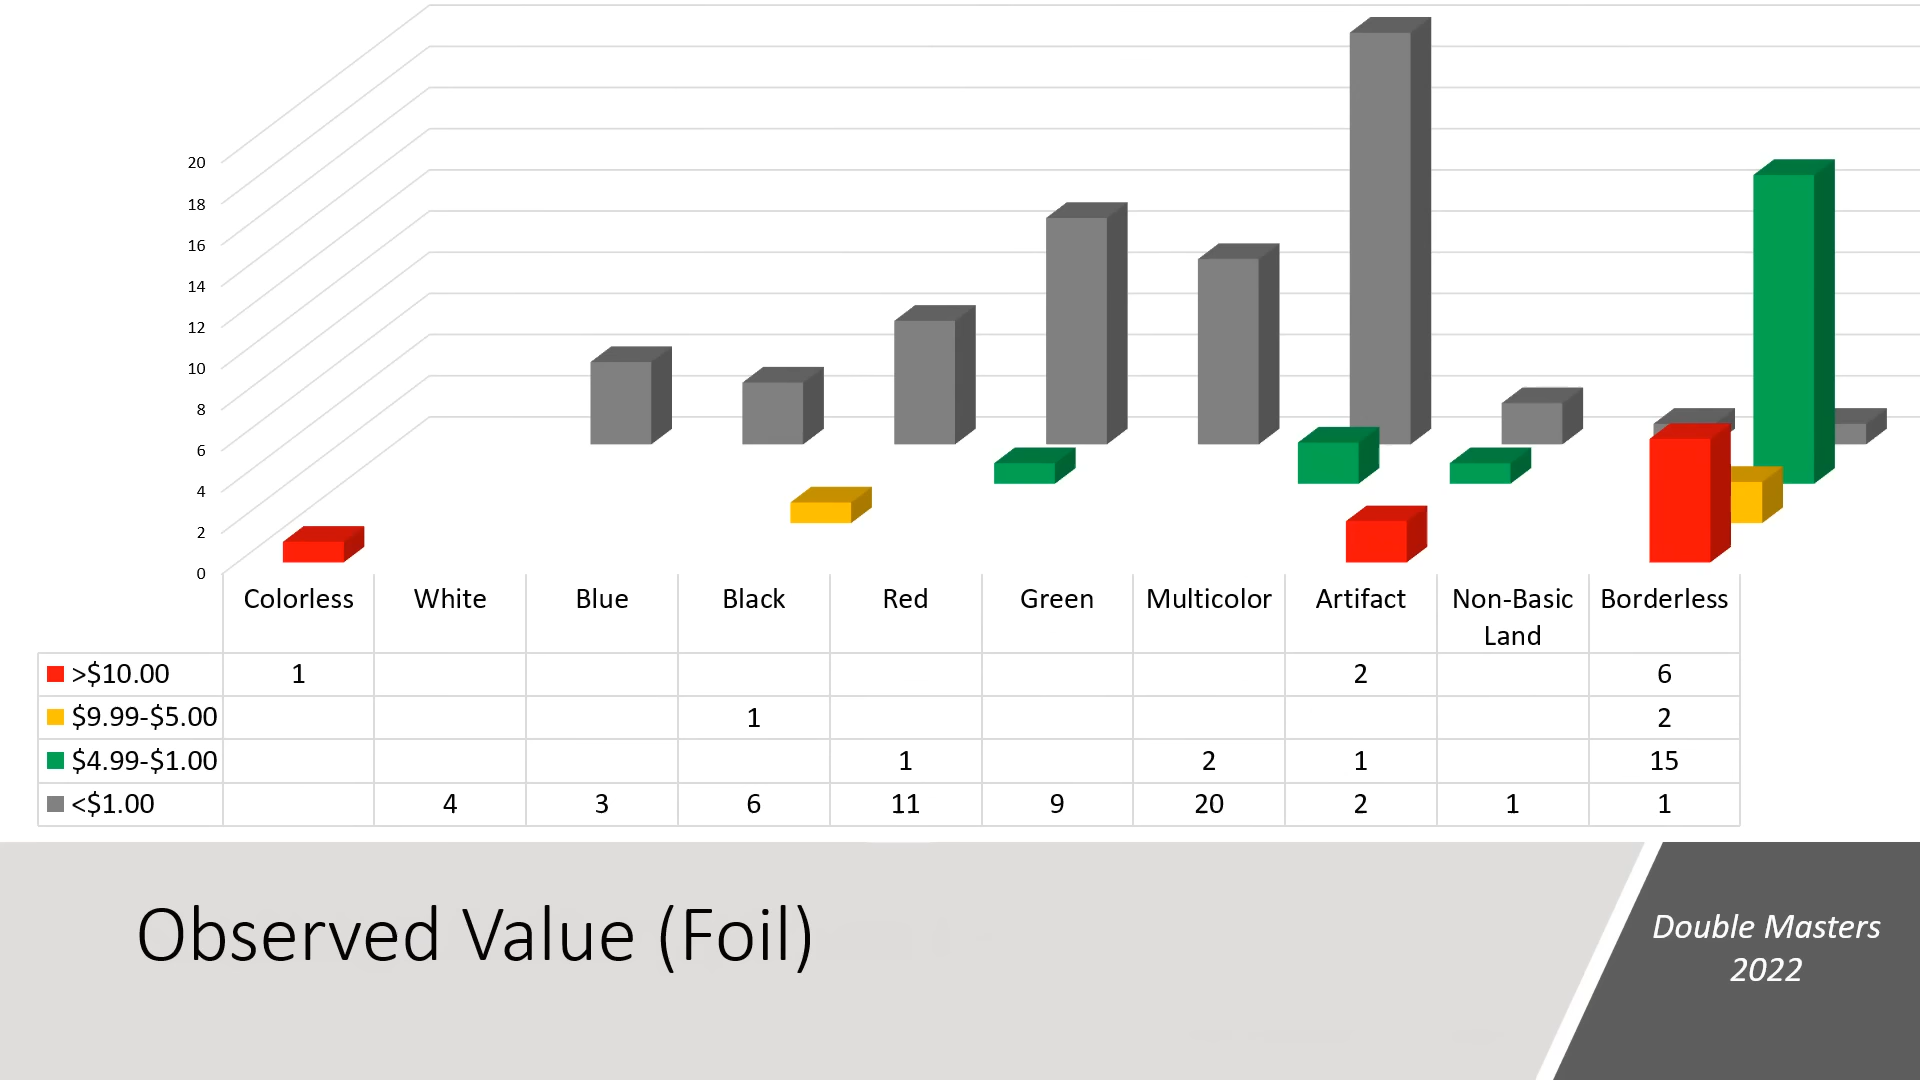 20
18
16
14
12
10
8
6
4
2
0
Colorless White Blue Black Red Green Multicolor Artifact Non-Basic Borderless
Land
>$10.00 1 2 6
$9.99-$5.00 1 2
$4.99-$1.00 1 2 1 15
<$1.00 4 3 6 11 9 20 2 1 1
Observed Value (Foil)
Double Masters
2022